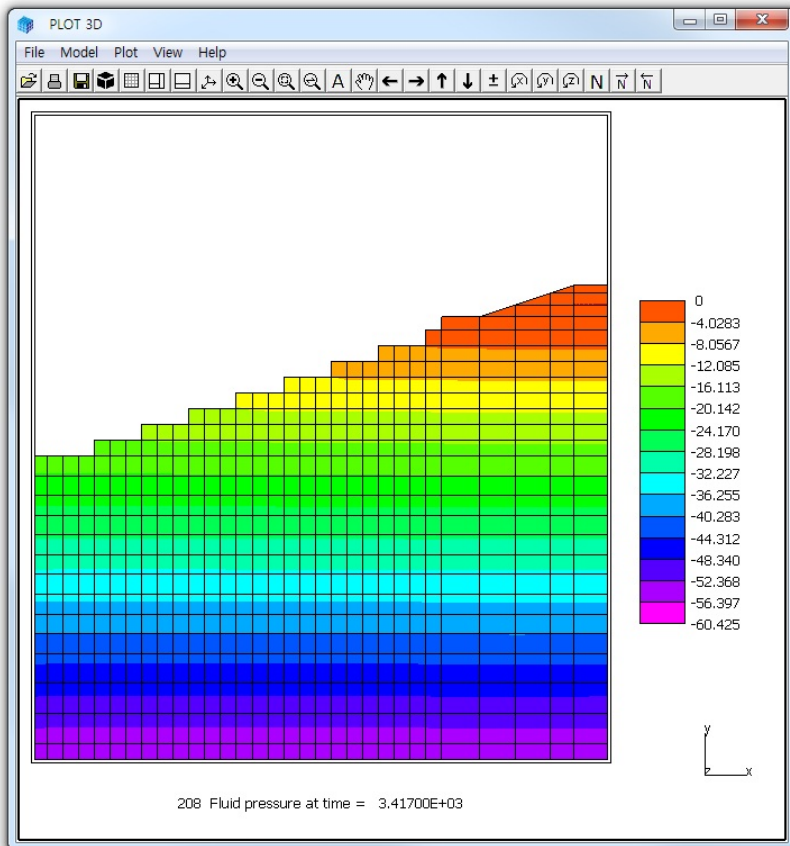 PLOT 3D
File Model Plot View Help
A x y z N N N
0
-4.0283
-8.0567
-12.085
-16.113
-20.142
-24.170
-28.198
-32.227
-36.255
-40.283
-44.312
-48.340
-52.368
-56.397
-60.425
y
z x
208 Fluid pressure at time = 3.41700E+03